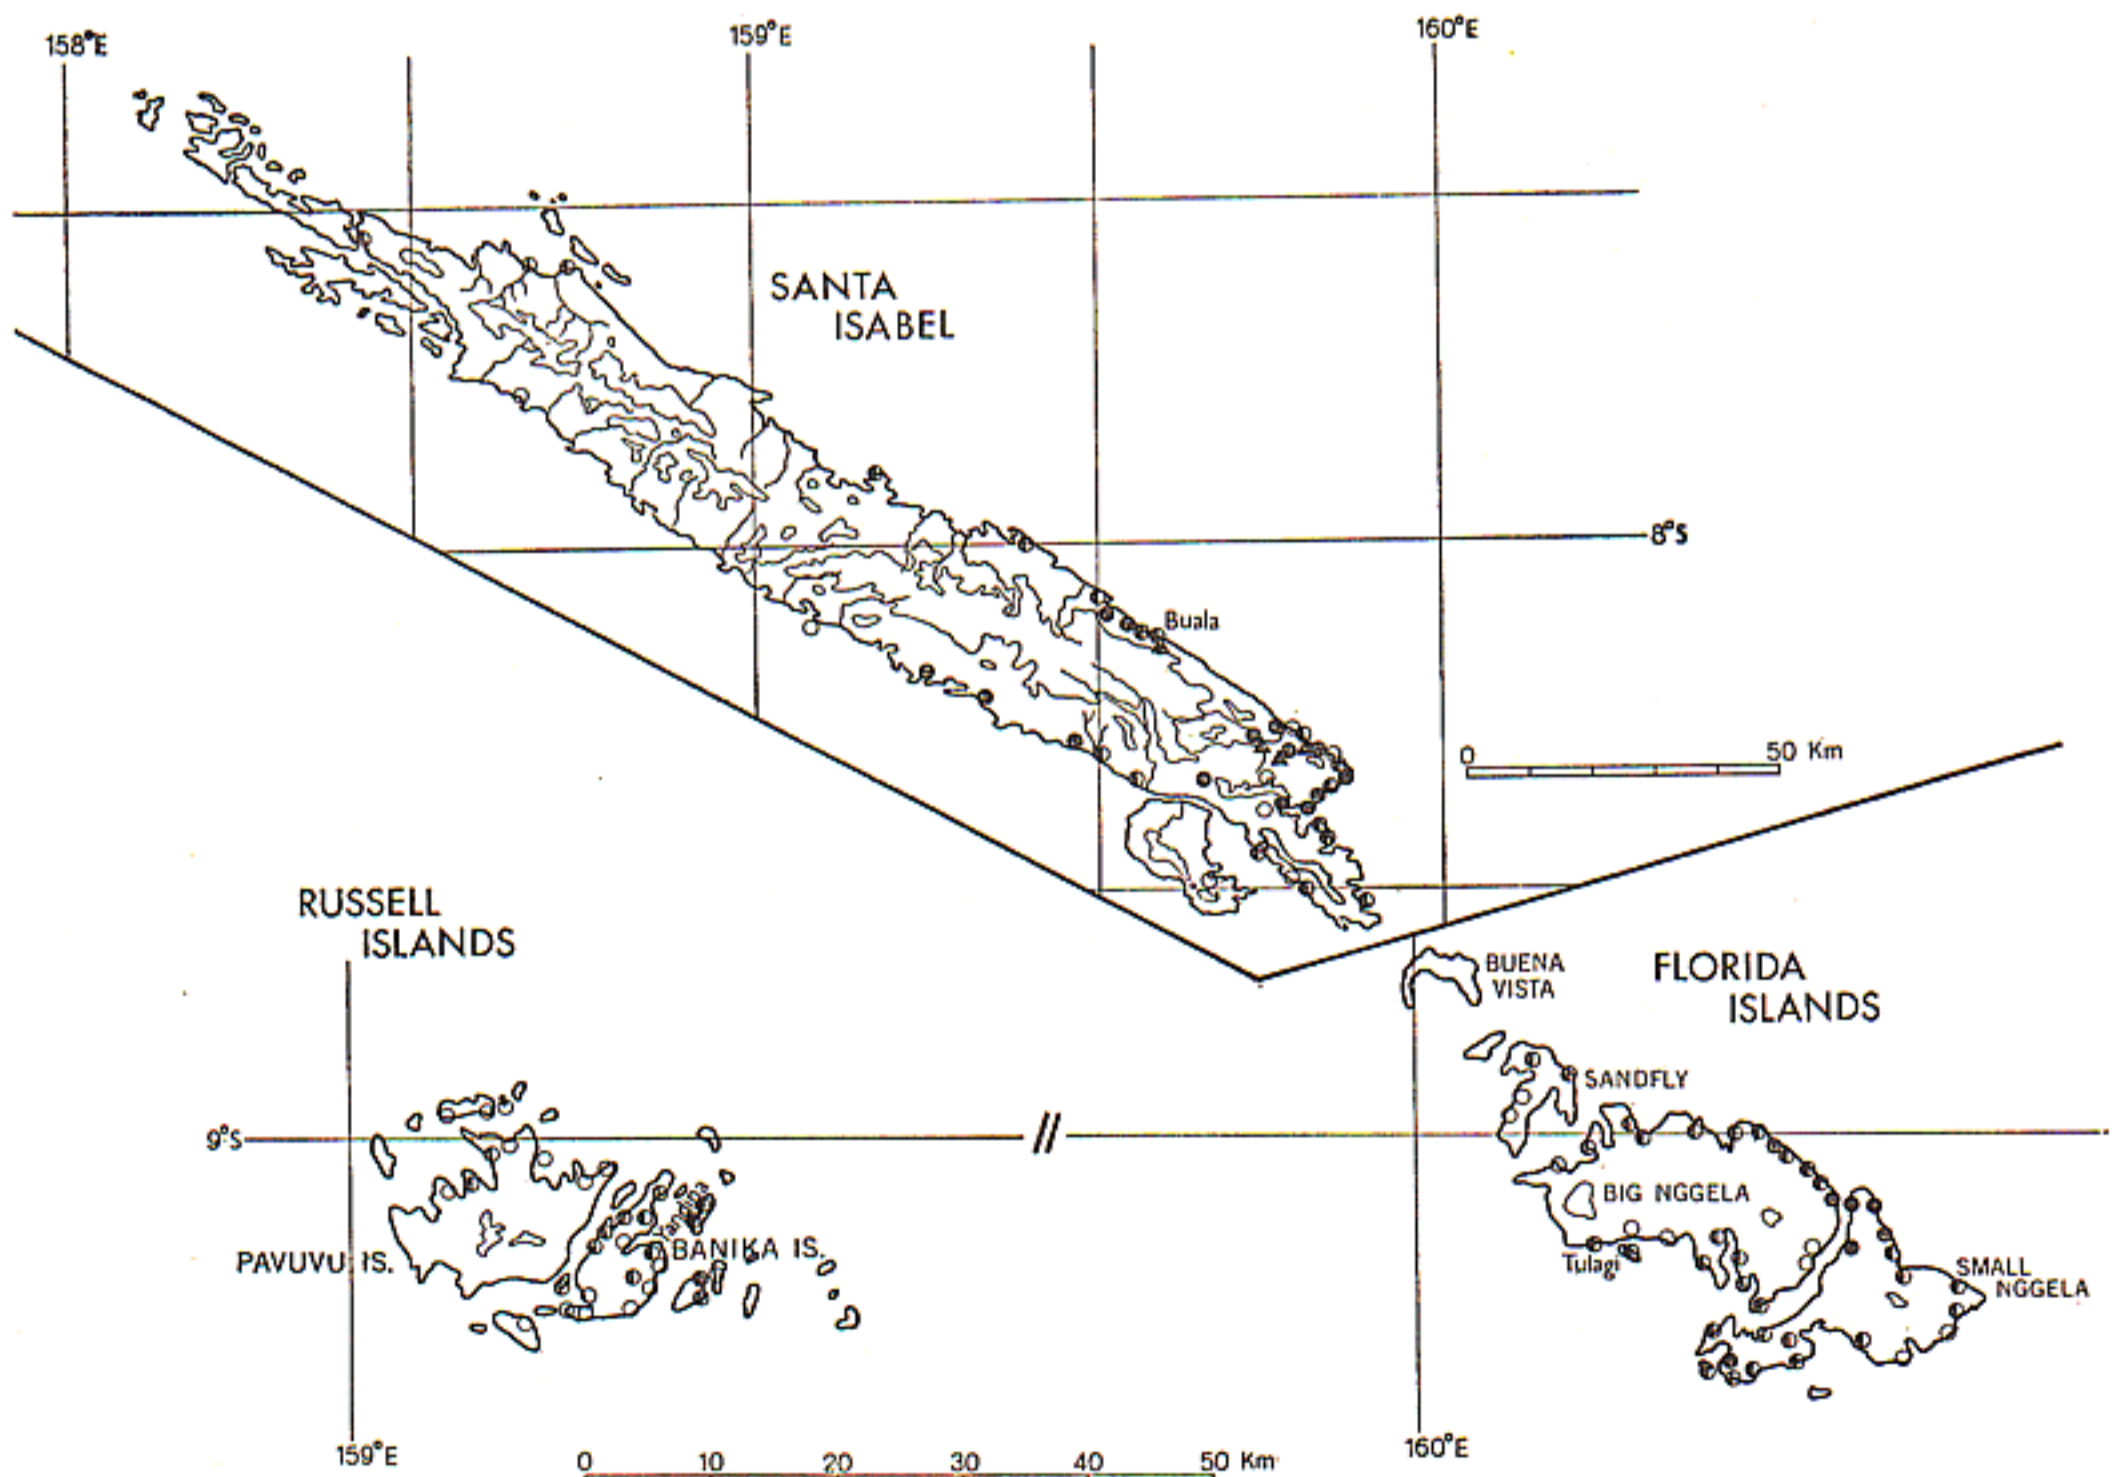 158°E
159°E
160°E
SANTA
ISABEL
8°S
Buala
0 50 Km
RUSSELL
ISLANDS
BUENA
VISTA
FLORIDA
ISLANDS
SANDFLY
9°S
//
BIG NGGELA
PAVUVU IS.
BANIKA IS.
Tulagi
SMALL
NGGELA
159°E
160°E
0 10 20 30 40 50 Km